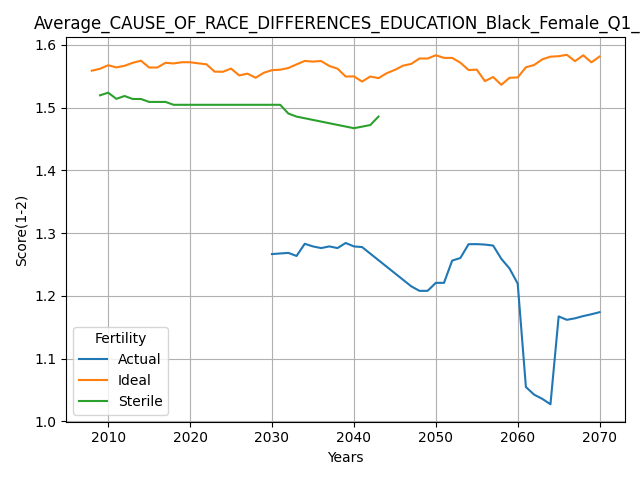 Average_CAUSE_OF_RACE_DIFFERENCES_EDUCATION_Black_Female_Q1_
1.6
1.5
1.4
1.3
1.2
1.1
1.0
Score(1-2)
Fertility
Actual
Ideal
Sterile
2010 2020 2030 2040 2050 2060 2070
Years